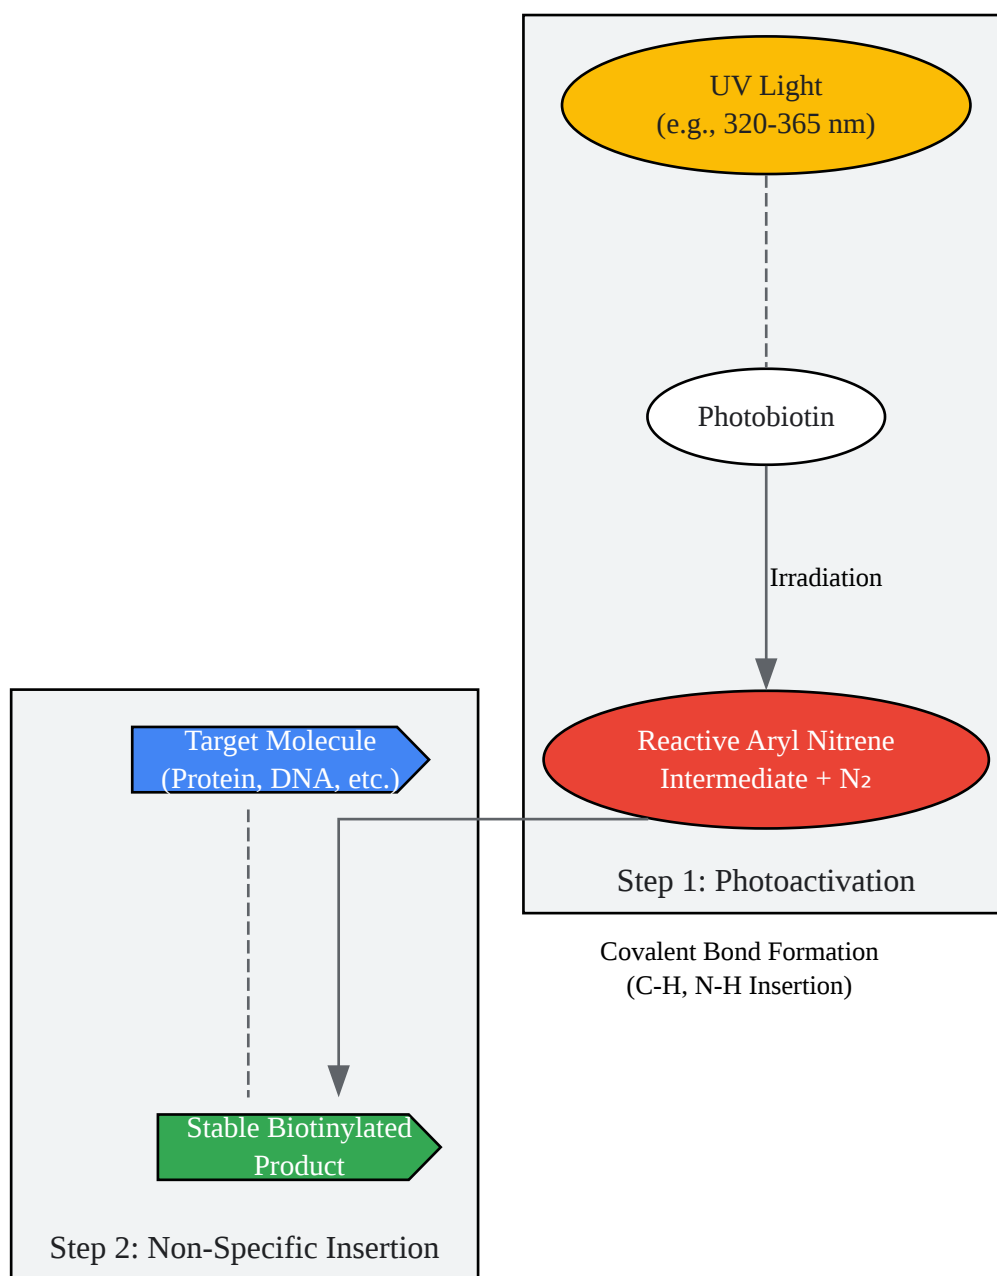 UV Light
(e.g., 320-365 nm)
Photobiotin
Irradiation
Reactive Aryl Nitrene
Intermediate + N₂
Step 1: Photoactivation
Covalent Bond Formation
(C-H, N-H Insertion)
Target Molecule
(Protein, DNA, etc.)
Stable Biotinylated
Product
Step 2: Non-Specific Insertion